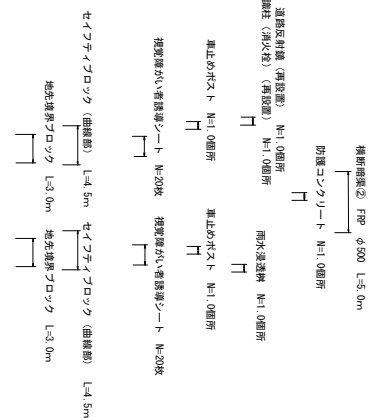 横断暗渠② FRP φ500 L=5.0m
防護コンクリート N=1.0個所
道路反射鏡（再設置） N=1.0個所
識柱（消火栓）（再設置） N=1.0個所
雨水浸透桝 N=1.0個所
車止めポスト N=1.0個所
車止めポスト N=1.0個所
視覚障がい者誘導シート N=20枚
視覚障がい者誘導シート N=20枚
セイフティブロック（曲線部） L=4.5m
セイフティブロック（曲線部） L=4.5m
地先境界ブロック L=3.0m
地先境界ブロック L=3.0m